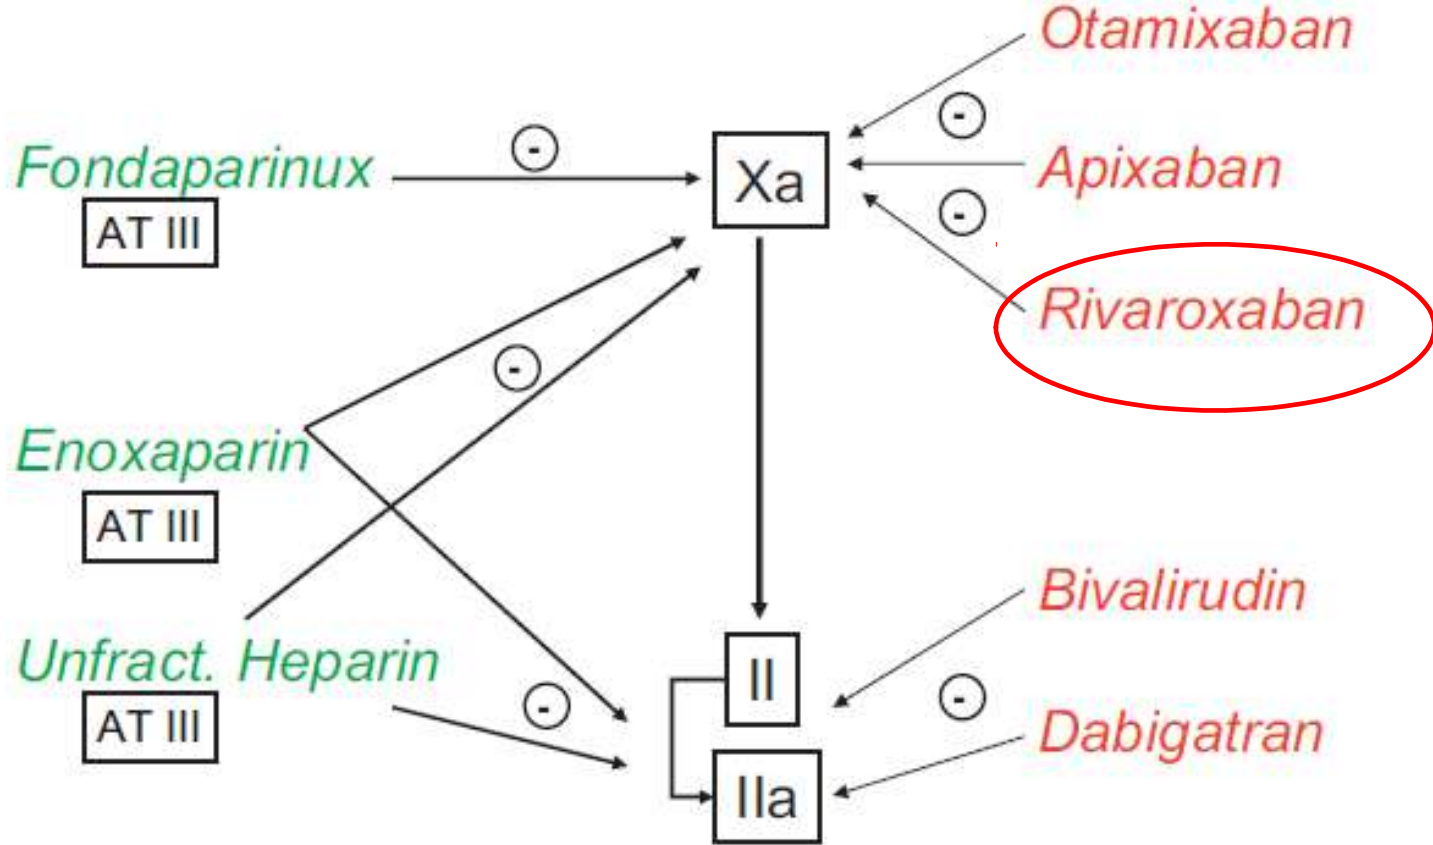 Otamixaban
-
-
Fondaparinux
Xa
Apixaban
AT III
-
Rivaroxaban
-
Enoxaparin
AT III
Bivalirudin
Unfract. Heparin
II
-
-
AT III
Dabigatran
IIa